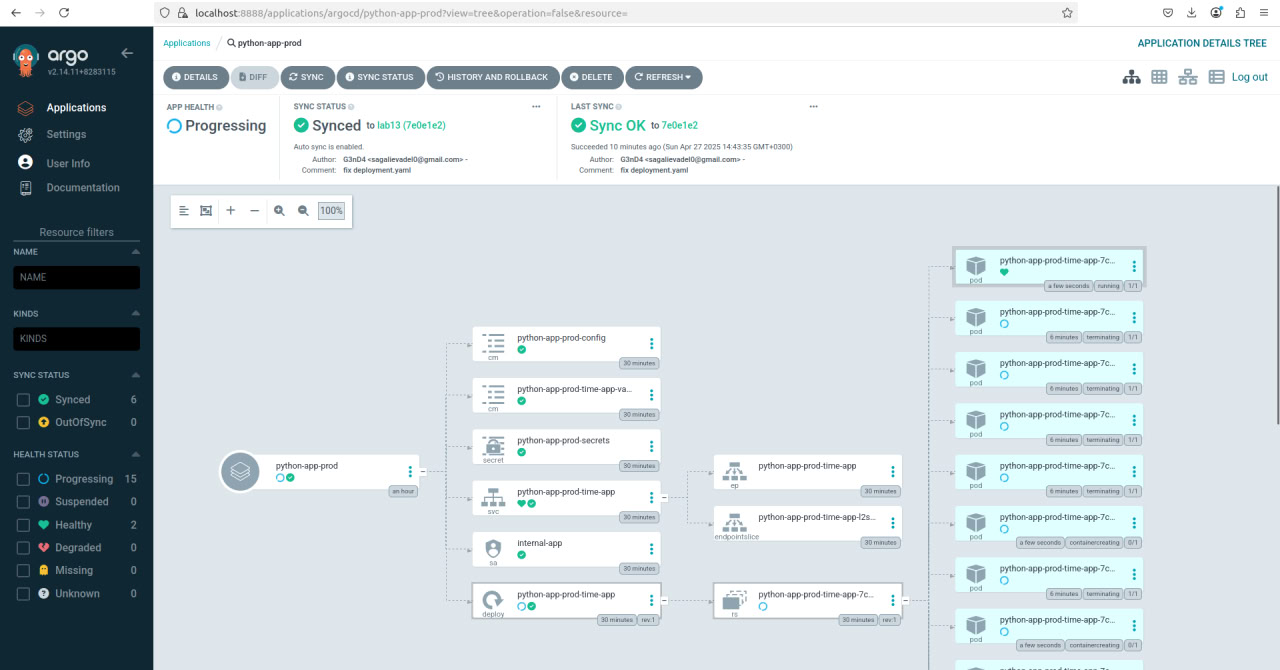 localhost:8888/applications/argocd/python-app-prod?view=tree&operation=false&resource=
argo
v2.14.11+8283115
Applications
Settings
User Info
Documentation
Resource filters
NAME
NAME
KINDS
KINDS
SYNC STATUS
Synced 6
OutOfSync 0
HEALTH STATUS
Progressing 15
Suspended 0
Healthy 2
Degraded 0
Missing 0
Unknown 0
Applications / python-app-prod
APPLICATION DETAILS TREE
DETAILS DIFF SYNC SYNC STATUS HISTORY AND ROLLBACK DELETE REFRESH
Log out
APP HEALTH
Progressing
SYNC STATUS
Synced to lab13 (7e0e1e2)
Auto sync is enabled.
Author: G3nD4 <sagalievadel0@gmail.com> -
Comment: fix deployment.yaml
LAST SYNC
Sync OK to 7e0e1e2
Succeeded 10 minutes ago (Sun Apr 27 2025 14:43:35 GMT+0300)
Author: G3nD4 <sagalievadel0@gmail.com> -
Comment: fix deployment.yaml
100%
python-app-prod
an hour
python-app-prod-config
cm
30 minutes
python-app-prod-time-app-va...
cm
30 minutes
python-app-prod-secrets
secret
30 minutes
python-app-prod-time-app
svc
30 minutes
internal-app
sa
30 minutes
python-app-prod-time-app
deploy
30 minutes rev:1
python-app-prod-time-app
ep
30 minutes
python-app-prod-time-app-l2s...
endpointslice
30 minutes
python-app-prod-time-app-7c...
rs
30 minutes rev:1
python-app-prod-time-app-7c...
pod
a few seconds running 1/1
python-app-prod-time-app-7c...
pod
6 minutes terminating 1/1
python-app-prod-time-app-7c...
pod
6 minutes terminating 1/1
python-app-prod-time-app-7c...
pod
6 minutes terminating 1/1
python-app-prod-time-app-7c...
pod
6 minutes terminating 1/1
python-app-prod-time-app-7c...
pod
a few seconds containercreating 0/1
python-app-prod-time-app-7c...
pod
6 minutes terminating 1/1
python-app-prod-time-app-7c...
pod
a few seconds containercreating 0/1